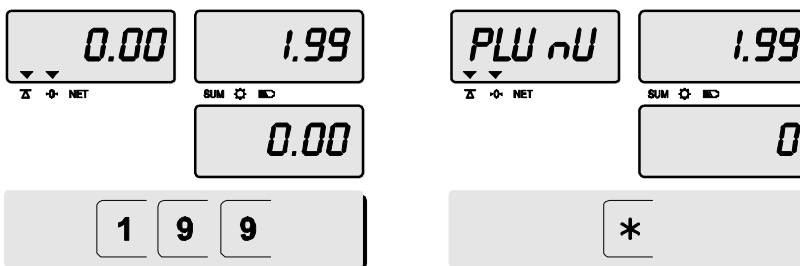 0.00 1.99
NET SUM
0.00
1 9 9
PLU nU 1.99
NET SUM
0
*